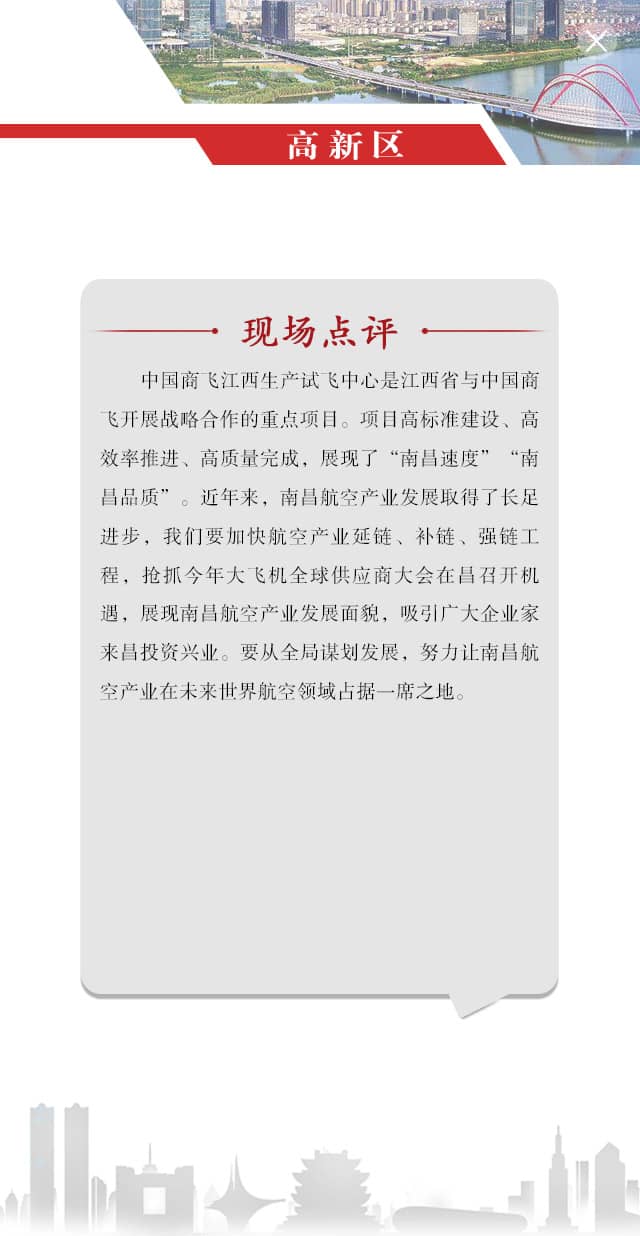 高新区
现场点评
中国商飞江西生产试飞中心是江西省与中国商
飞开展战略合作的重点项目。项目高标准建设、高
效率推进、高质量完成，展现了“南昌速度”“南
昌品质”。近年来，南昌航空产业发展取得了长足
进步，我们要加快航空产业延链、补链、强链工
程，抢抓今年大飞机全球供应商大会在昌召开机
遇，展现南昌航空产业发展面貌，吸引广大企业家
来昌投资兴业。要从全局谋划发展，努力让南昌航
空产业在未来世界航空领域占据一席之地。